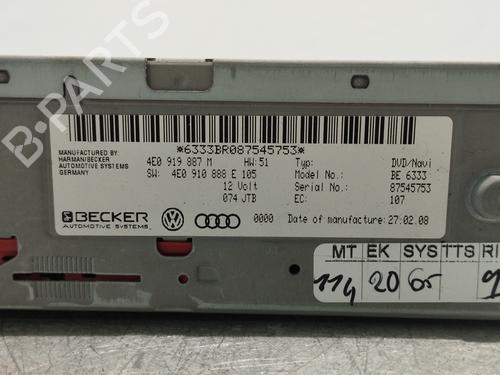 *6333BR087545753*
MANUFACTURED BY:
HARMAN/BECKER
AUTOMOTIVE SYSTEMS
GERMANY
4E0 919 887 M HW:51 Typ: DVD/Navi
SW: 4E0 910 888 E 105 Model No.: BE 6333
12 Volt Serial No.: 87545753
074 JTB EC: 107
BECKER
AUTOMOTIVE SYSTEMS
0000 Date of manufacture: 27:02.08
MT EK SYS TTS RI
114 20 Gr
B-PARTS